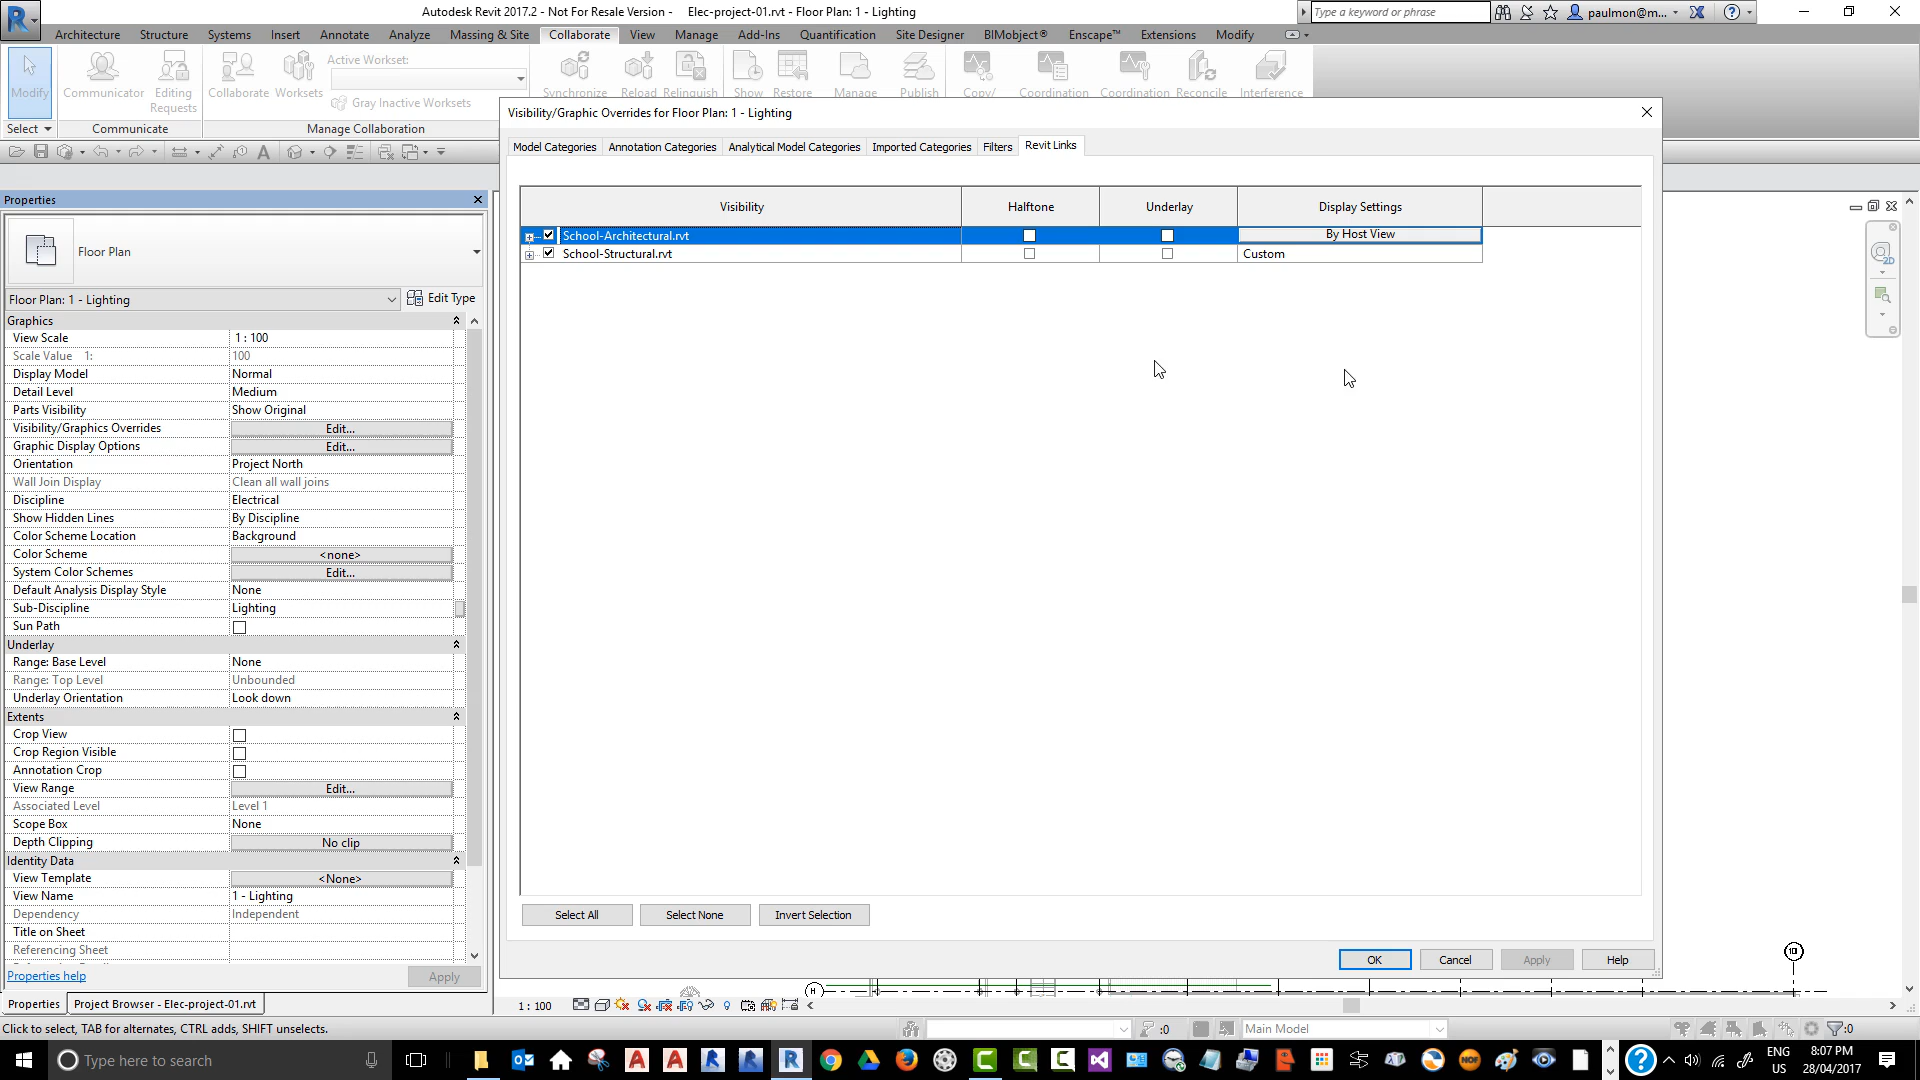 Autodesk Revit 2017.2 - Not For Resale Version - Elec-project-01.rvt - Floor Plan: 1 - Lighting
Type a keyword or phrase
paulmon@m...
Architecture Structure Systems Insert Annotate Analyze Massing & Site Collaborate View Manage Add-Ins Quantification Site Designer BIMobject® Enscape™ Extensions Modify
Modify
Communicator
Editing
Requests
Collaborate
Worksets
Active Workset:
Gray Inactive Worksets
Synchronize
Reload
Relinquish
Show
Restore
Manage
Publish
Copy/
Coordination
Coordination
Reconcile
Interference
Select
Communicate
Manage Collaboration
Properties
Floor Plan
Floor Plan: 1 - Lighting
Edit Type
Graphics
View Scale 1 : 100
Scale Value 1: 100
Display Model Normal
Detail Level Medium
Parts Visibility Show Original
Visibility/Graphics Overrides Edit...
Graphic Display Options Edit...
Orientation Project North
Wall Join Display Clean all wall joins
Discipline Electrical
Show Hidden Lines By Discipline
Color Scheme Location Background
Color Scheme <none>
System Color Schemes Edit...
Default Analysis Display Style None
Sub-Discipline Lighting
Sun Path
Underlay
Range: Base Level None
Range: Top Level Unbounded
Underlay Orientation Look down
Extents
Crop View
Crop Region Visible
Annotation Crop
View Range Edit...
Associated Level Level 1
Scope Box None
Depth Clipping No clip
Identity Data
View Template <None>
View Name 1 - Lighting
Dependency Independent
Title on Sheet
Referencing Sheet
Properties help
Apply
Properties
Project Browser - Elec-project-01.rvt
Visibility/Graphic Overrides for Floor Plan: 1 - Lighting
Model Categories Annotation Categories Analytical Model Categories Imported Categories Filters Revit Links
Visibility Halftone Underlay Display Settings
School-Architectural.rvt By Host View
School-Structural.rvt Custom
Select All
Select None
Invert Selection
OK
Cancel
Apply
Help
2D
H
10
1 : 100
Click to select, TAB for alternates, CTRL adds, SHIFT unselects.
:0
Main Model
:0
Type here to search
NOF
ENG
US
8:07 PM
28/04/2017